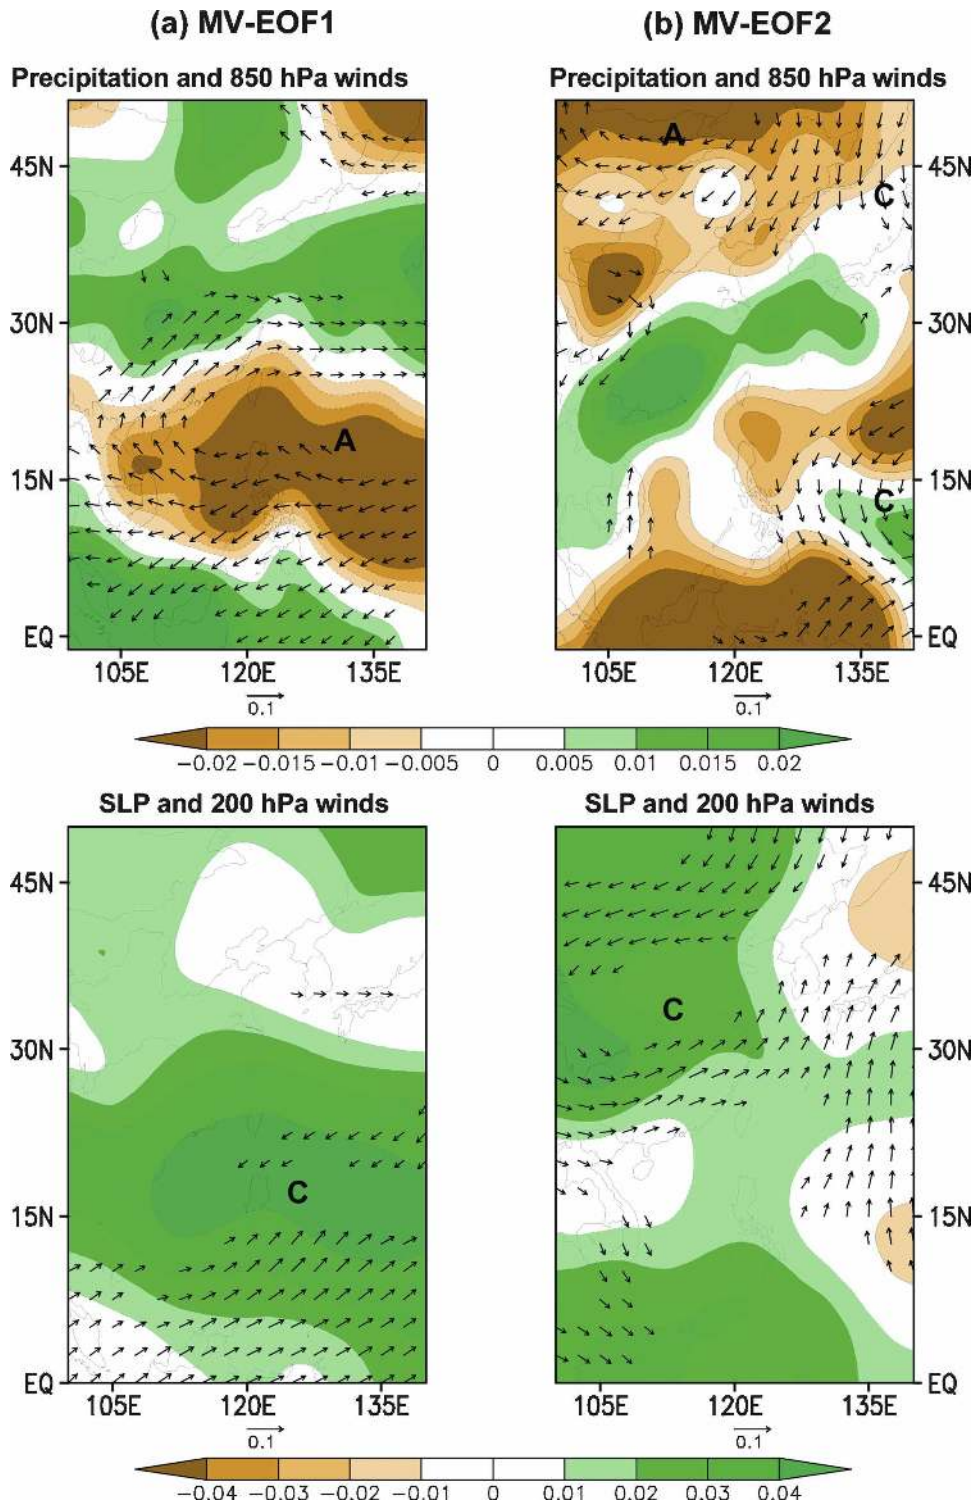 (a) MV-EOF1
(b) MV-EOF2
Precipitation and 850 hPa winds
Precipitation and 850 hPa winds
45N
30N
15N
EQ
A
105E 120E 135E
0.1
A
C
C
45N
30N
15N
EQ
105E 120E 135E
0.1
−0.02 −0.015 −0.01 −0.005 0 0.005 0.01 0.015 0.02
SLP and 200 hPa winds
SLP and 200 hPa winds
45N
30N
15N
EQ
C
105E 120E 135E
0.1
C
45N
30N
15N
EQ
105E 120E 135E
0.1
−0.04 −0.03 −0.02 −0.01 0 0.01 0.02 0.03 0.04